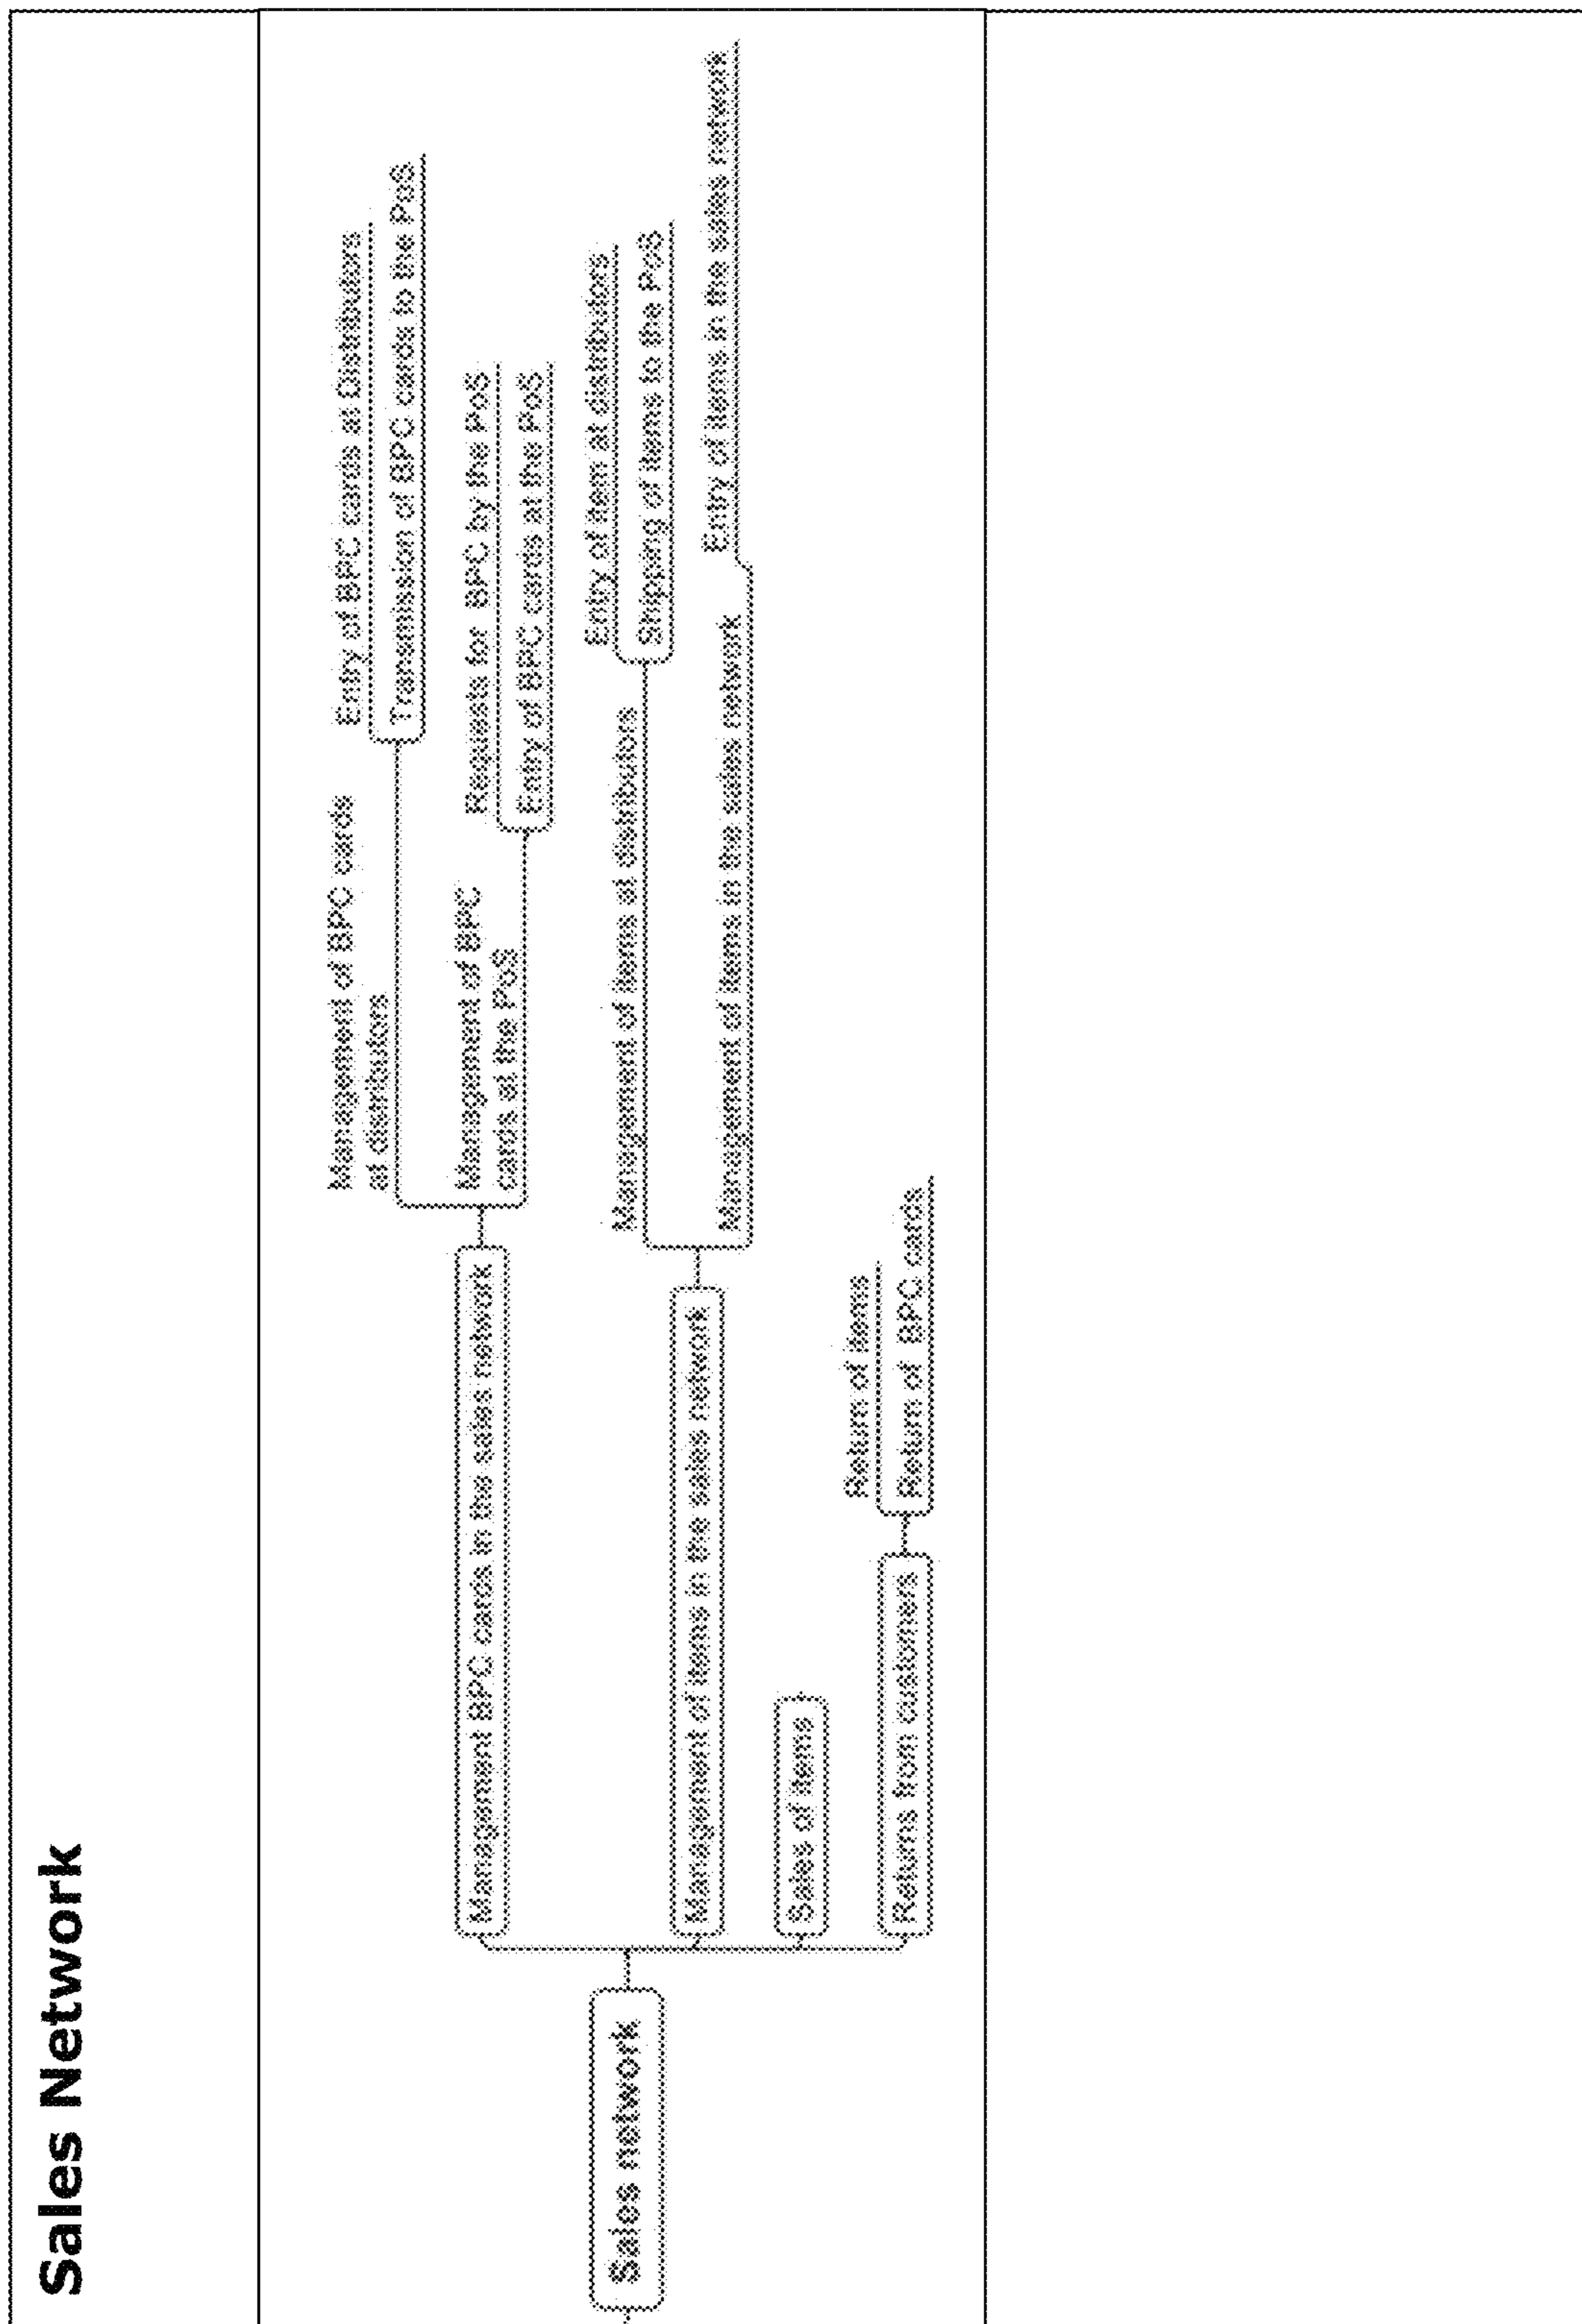 Sales Network
Sales network
Management BPC cards in the sales network
Management of BPC cards
at distributors
Entry of BPC cards at Distributors
Transmission of BPC cards to the PoS
Management of BPC
cards at the PoS
Requests for BPC by the PoS
Entry of BPC cards at the PoS
Management of items in the sales network
Management of items at distributors
Entry of item at distributors
Shipping of items to the PoS
Management of items in the sales network
Entry of items in the sales network
Sales of items
Returns from customers
Return of items
Return of BPC cards